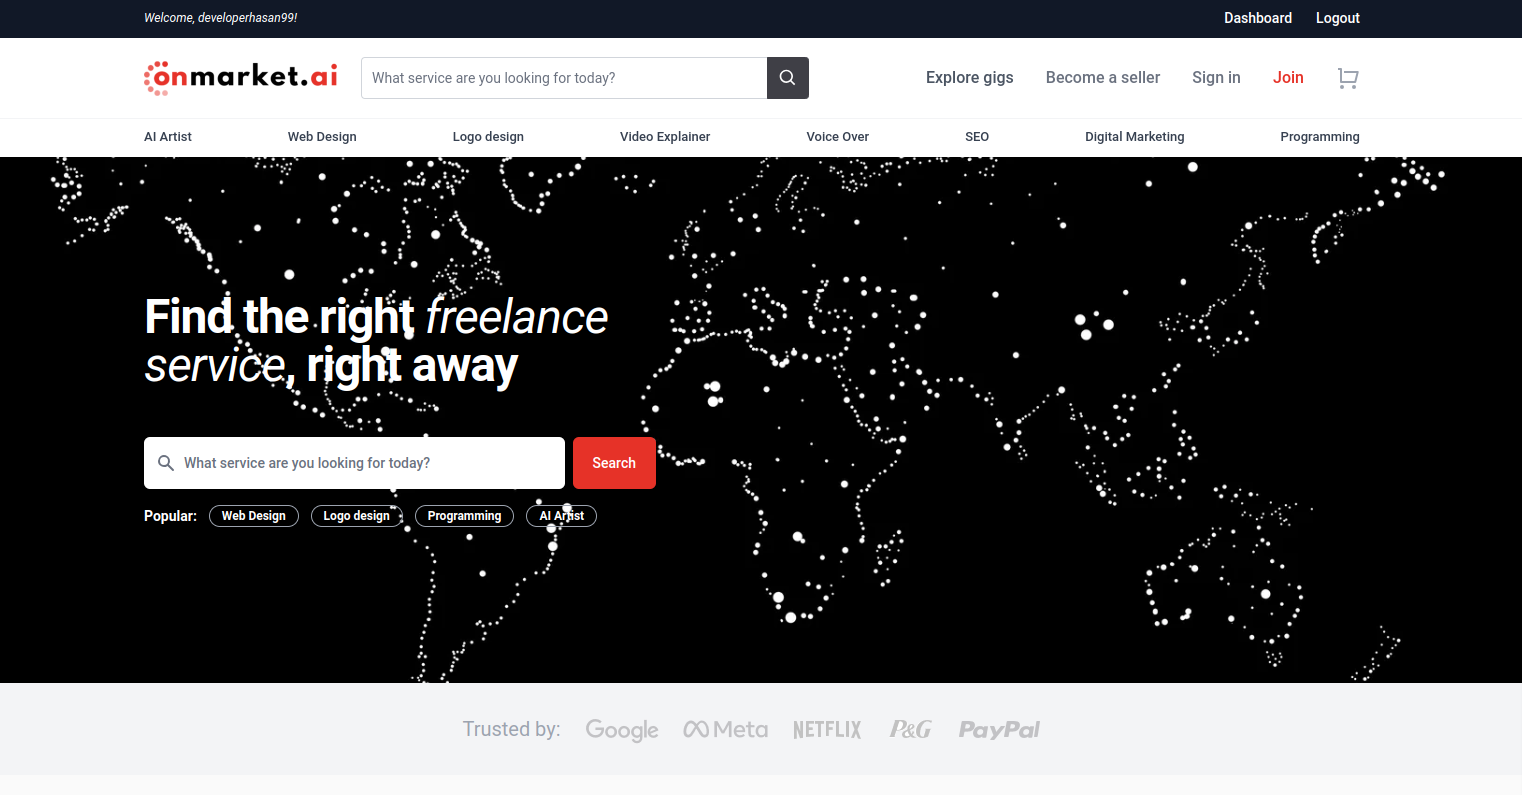 Welcome, developerhasan99!
Dashboard Logout
onmarket.ai
What service are you looking for today?
Explore gigs Become a seller Sign in Join
AI Artist Web Design Logo design Video Explainer Voice Over SEO Digital Marketing Programming
Find the right freelance
service, right away
What service are you looking for today?
Search
Popular: Web Design Logo design Programming AI Artist
Trusted by: Google Meta NETFLIX P&G PayPal